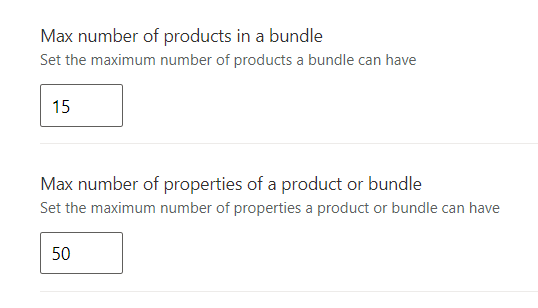 Max number of products in a bundle
Set the maximum number of products a bundle can have
15
Max number of properties of a product or bundle
Set the maximum number of properties a product or bundle can have
50